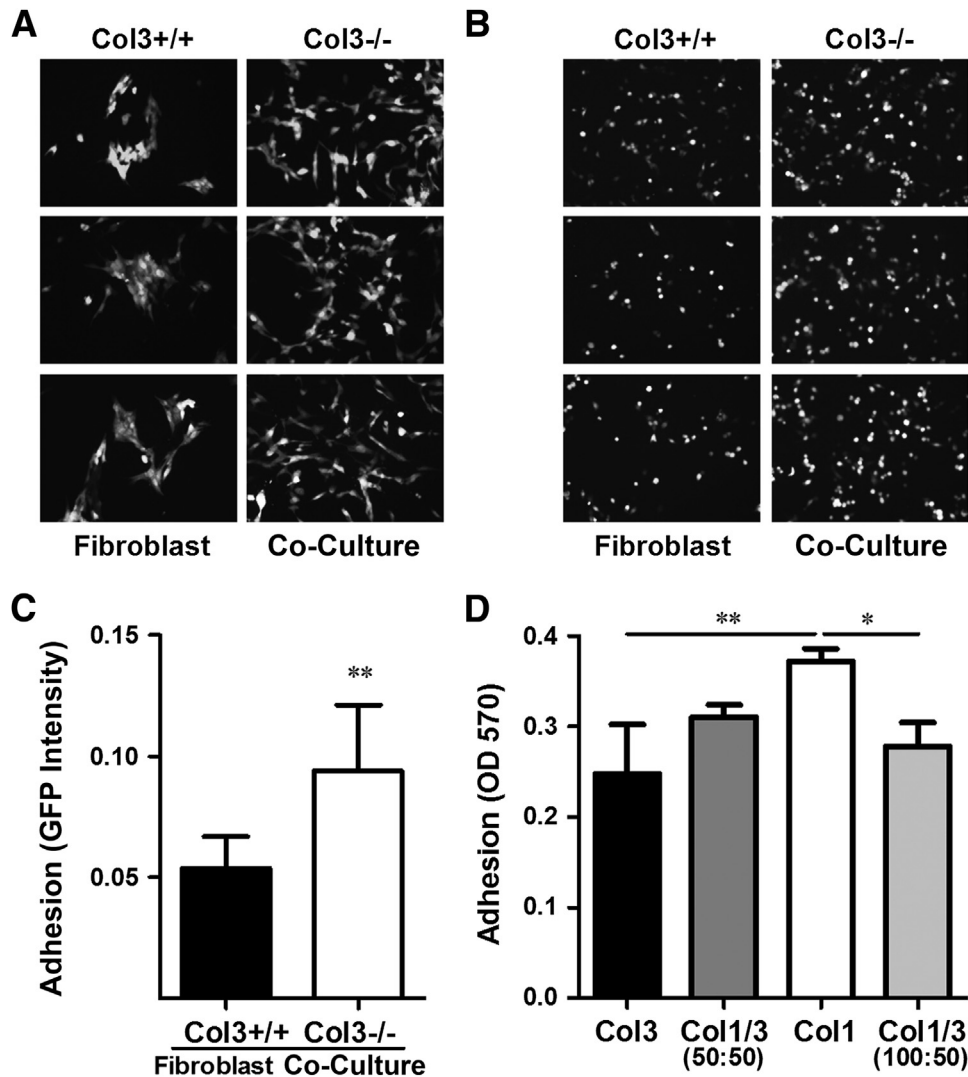 A
Col3+/+ Col3-/-
Fibroblast Co-Culture
B
Col3+/+ Col3-/-
Fibroblast Co-Culture
C
Adhesion (GFP Intensity)
0.15
0.10
0.05
**
Col3+/+ Col3-/-
Fibroblast Co-Culture
D
Adhesion (OD 570)
0.4
0.3
0.2
0.1
0.0
** *
Col3 Col1/3 Col1 Col1/3
(50:50) (100:50)